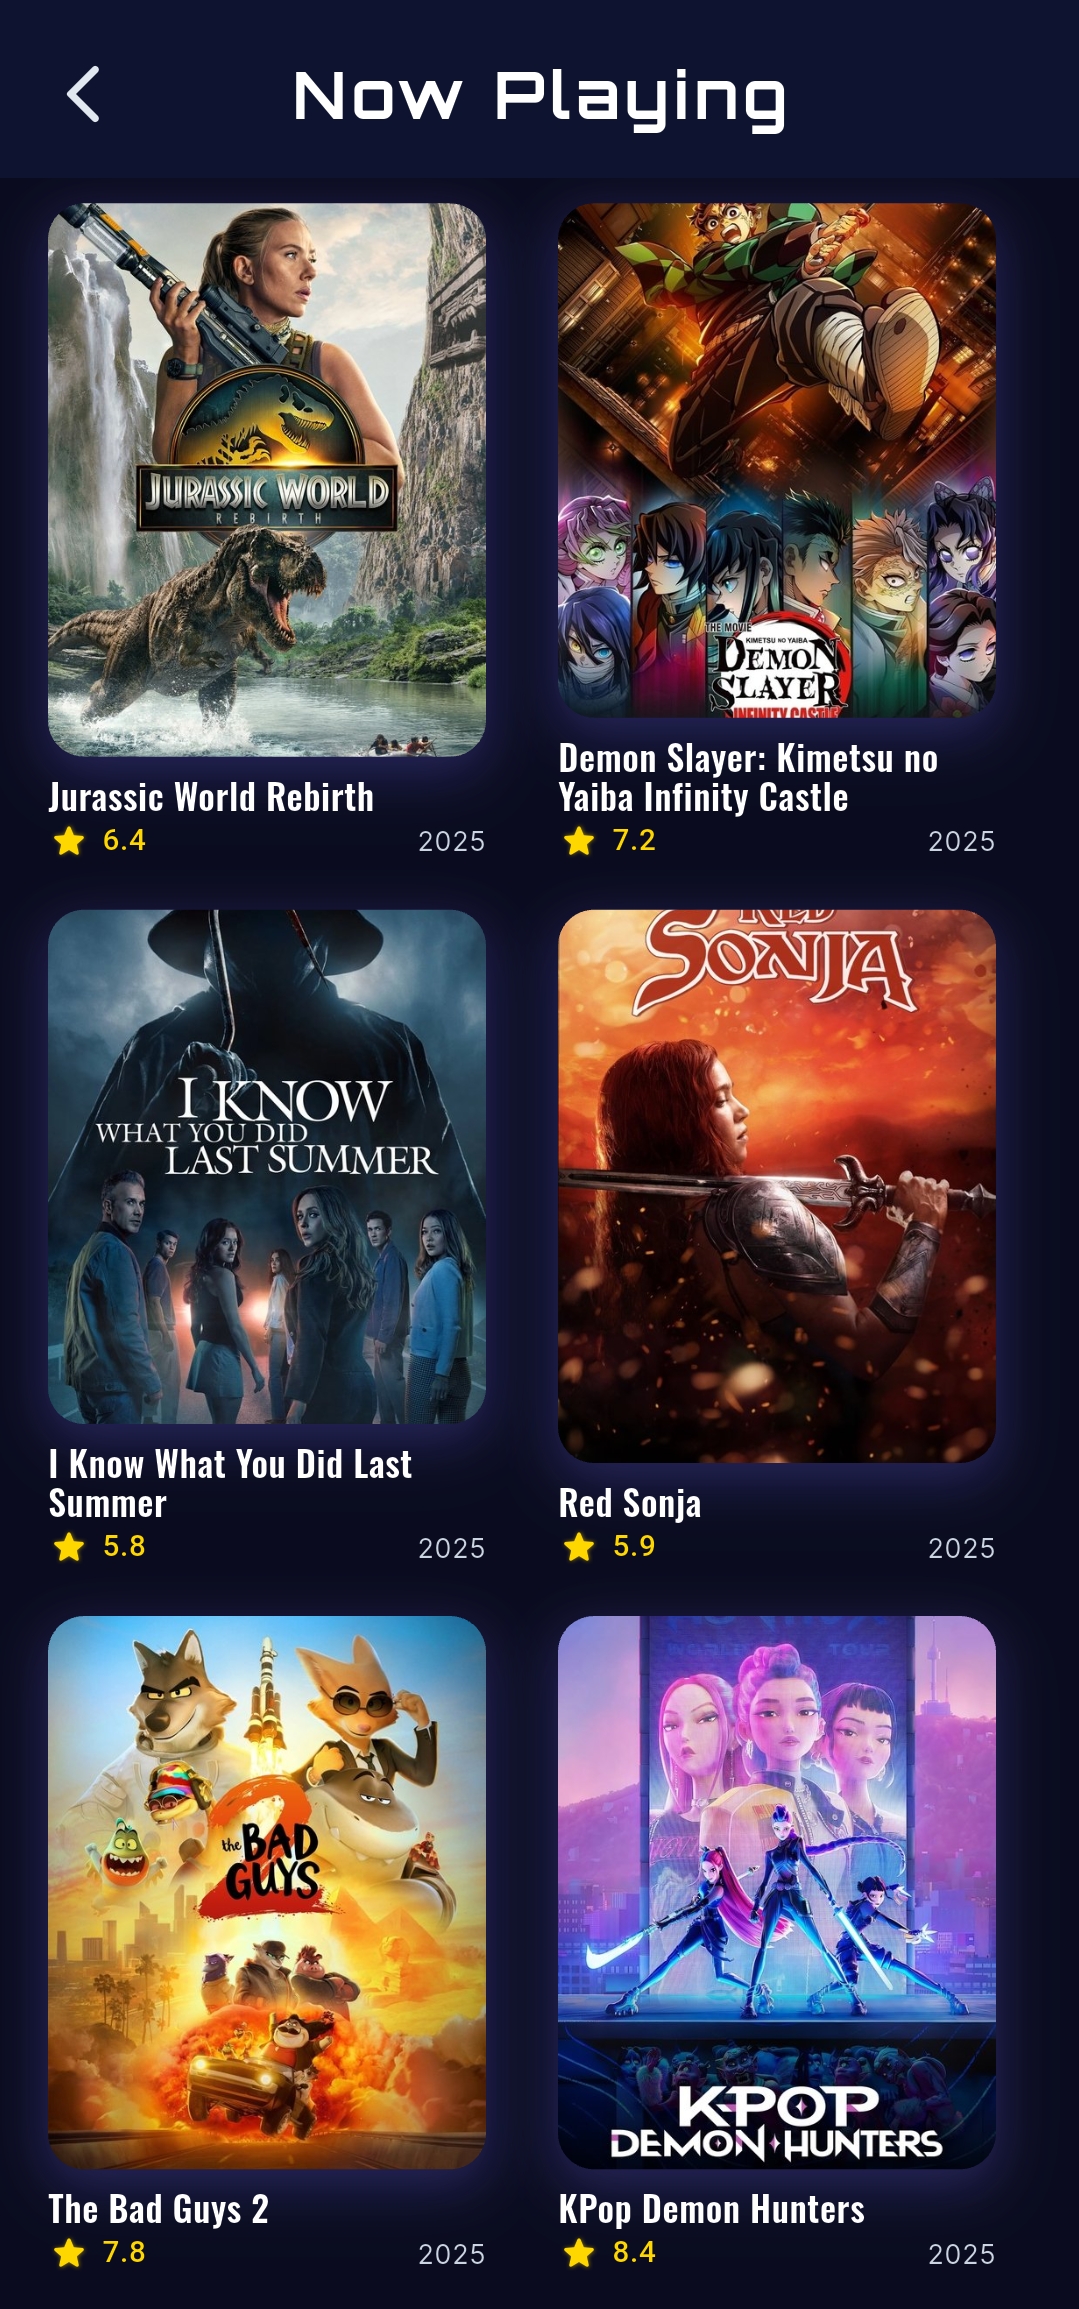 Now Playing
JURASSIC WORLD
REBIRTH
Jurassic World Rebirth
6.4 2025
THE MOVIE
KIMETSU NO YAIBA
DEMON
SLAYER
INFINITY CASTLE
Demon Slayer: Kimetsu no
Yaiba Infinity Castle
7.2 2025
I KNOW
WHAT YOU DID
LAST SUMMER
I Know What You Did Last
Summer
5.8 2025
RED
SONJA
Red Sonja
5.9 2025
2
the BAD
GUYS
The Bad Guys 2
7.8 2025
KPOP
DEMON HUNTERS
KPop Demon Hunters
8.4 2025